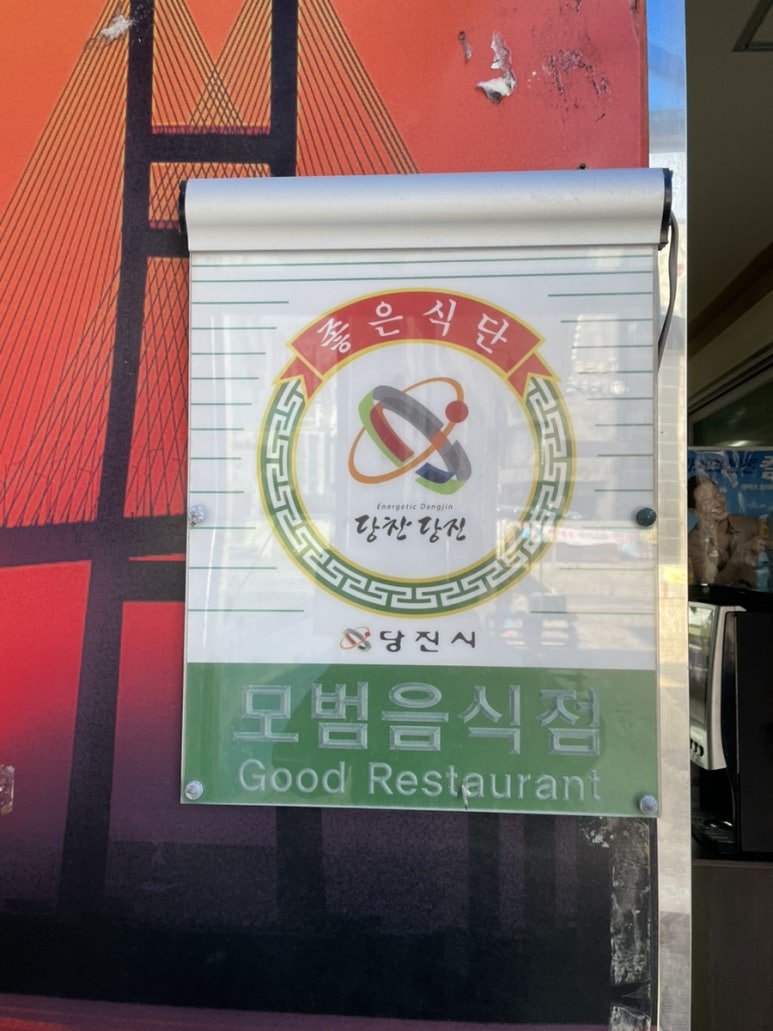 좋은식단
Energetic Dangjin
당찬당진
당진시
모범음식점
Good Restaurant